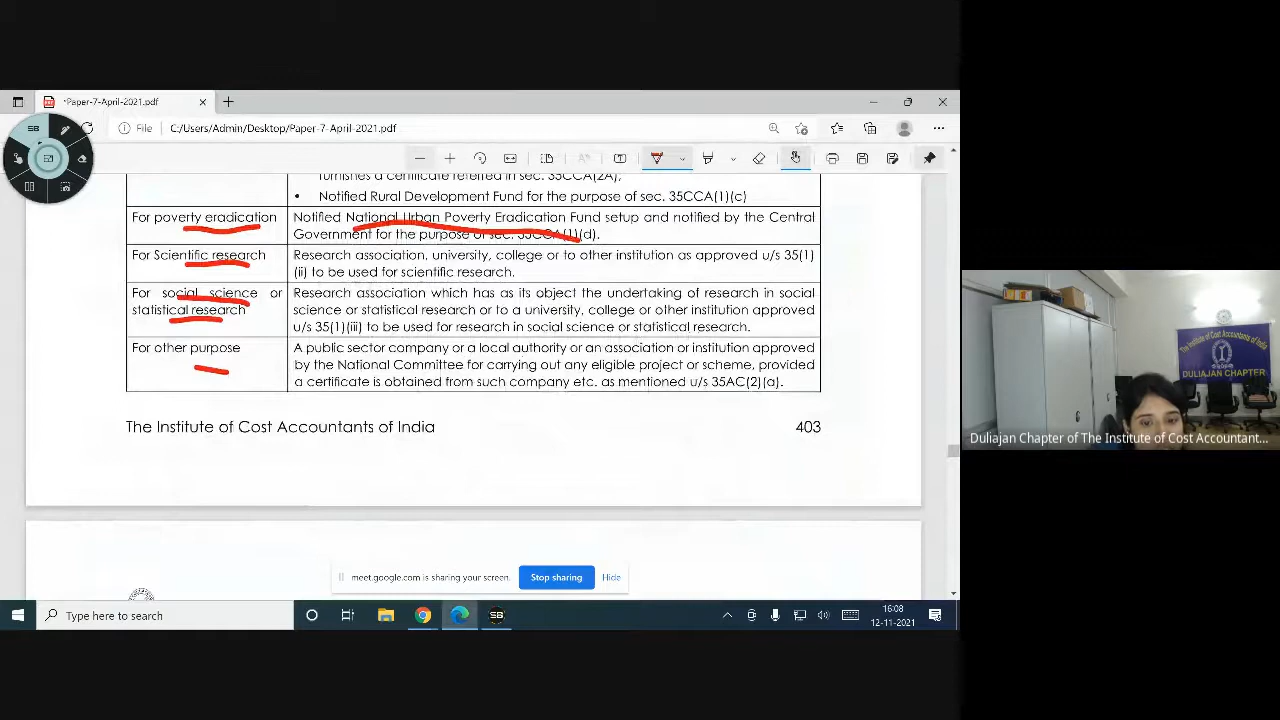 *Paper-7-April-2021.pdf
SB
File
C:/Users/Admin/Desktop/Paper-7-April-2021.pdf
furnishes a certificate referred in sec. 35CCA(2A);
• Notified Rural Development Fund for the purpose of sec. 35CCA(1)(c)
For poverty eradication
Notified National Urban Poverty Eradication Fund setup and notified by the Central
Government for the purpose of sec. 35CCA(1)(d).
For Scientific research
Research association, university, college or to other institution as approved u/s 35(1)
(ii) to be used for scientific research.
For social science or
statistical research
Research association which has as its object the undertaking of research in social
science or statistical research or to a university, college or other institution approved
u/s 35(1)(iii) to be used for research in social science or statistical research.
For other purpose
A public sector company or a local authority or an association or institution approved
by the National Committee for carrying out any eligible project or scheme, provided
a certificate is obtained from such company etc. as mentioned u/s 35AC(2)(a).
The Institute of Cost Accountants of India
403
meet.google.com is sharing your screen.
Stop sharing
Hide
Type here to search
SB
16:08
12-11-2021
The Institute of Cost Accountants of India
DULIAJAN CHAPTER
Duliajan Chapter of The Institute of Cost Accountant...